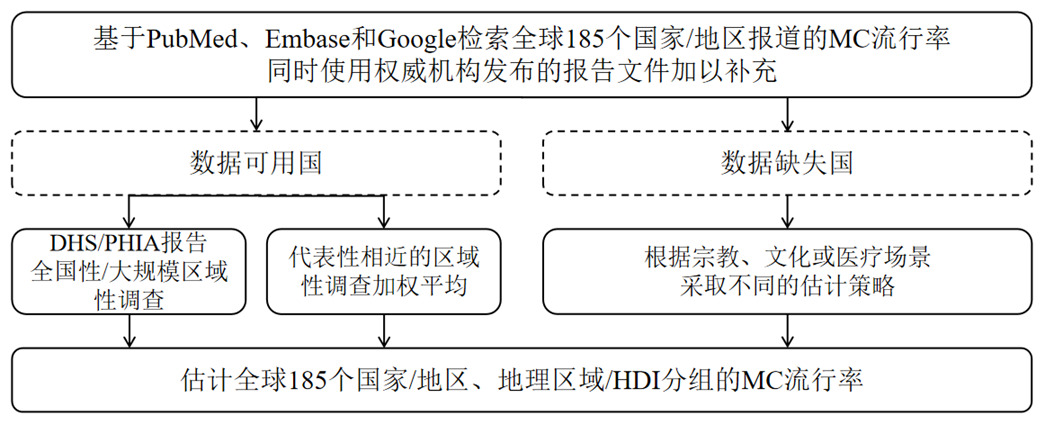 基于PubMed、Embase和Google检索全球185个国家/地区报道的MC流行率
同时使用权威机构发布的报告文件加以补充
数据可用国
数据缺失国
DHS/PHIA报告
全国性/大规模区域
性调查
代表性相近的区域
性调查加权平均
根据宗教、文化或医疗场景
采取不同的估计策略
估计全球185个国家/地区、地理区域/HDI分组的MC流行率